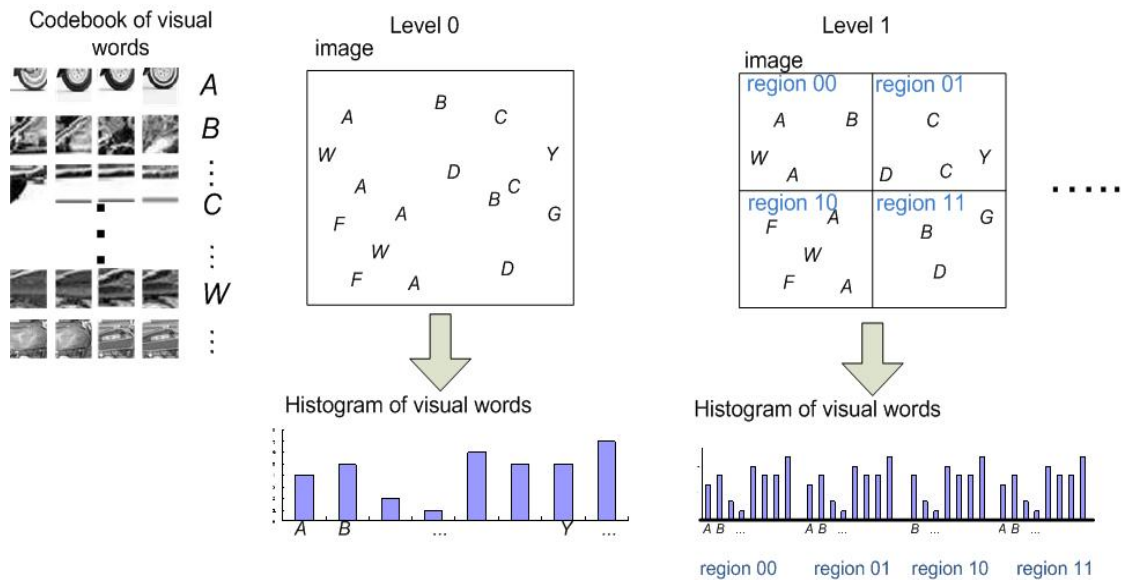 Codebook of visual
words
A
B
⋮
C
⋮
W
⋮
Level 0
image
B
A
C
W
Y
D
A
C
B
A
G
F
W
D
F
A
Histogram of visual words
A B ... Y ...
Level 1
image
region 00 region 01
A B C
W Y
A D C
region 10 region 11
F A G
B
W
D
F A
.....
Histogram of visual words
A B ... A B ... B ... A B ...
region 00 region 01 region 10 region 11